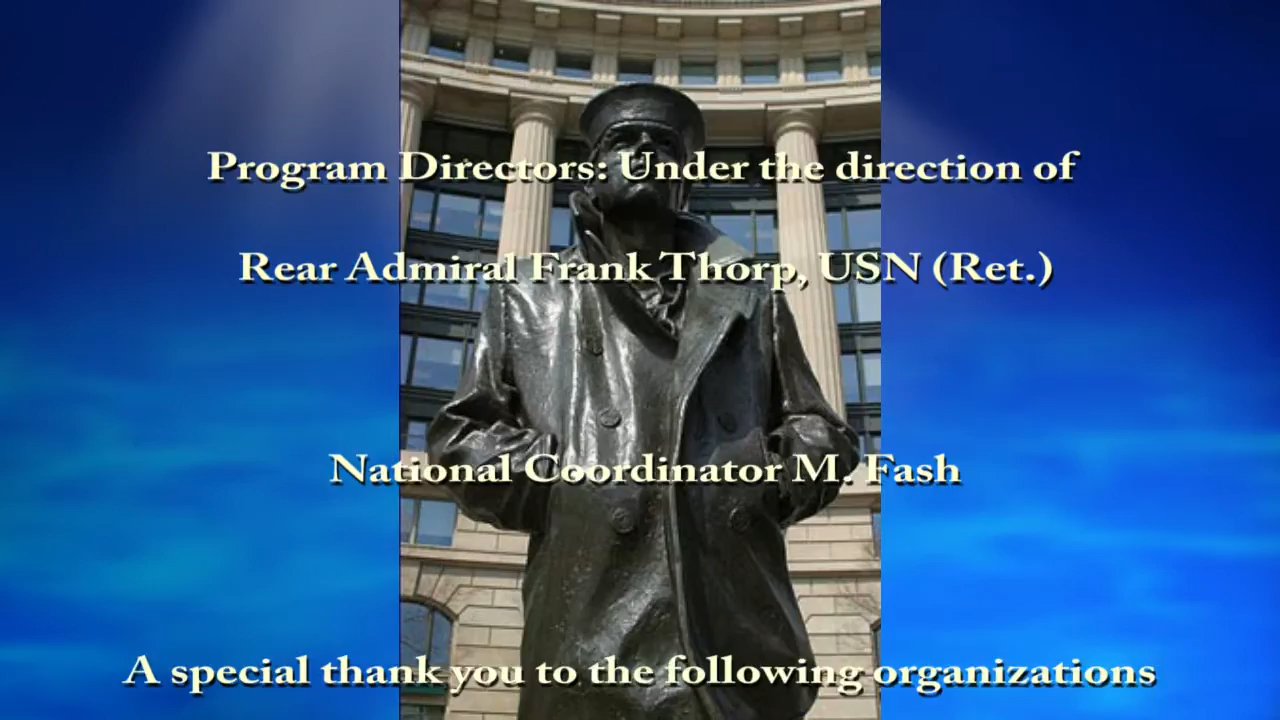 Program Directors: Under the direction of
Rear Admiral Frank Thorp, USN (Ret.)
National Coordinator M. Fash
A special thank you to the following organizations